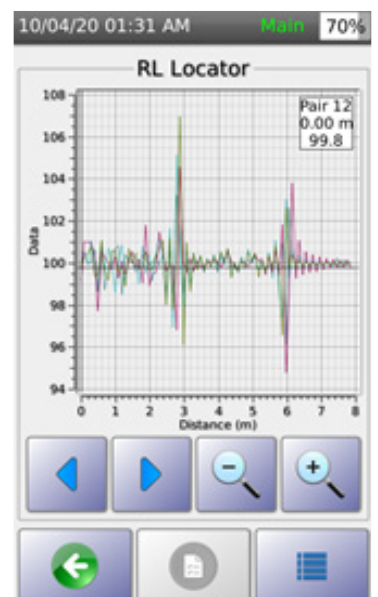 10/04/20 01:31 AM Main 70%
RL Locator
Pair 12
0.00 m
99.8
108
106
104
102
100
98
96
94
Data
0 1 2 3 4 5 6 7 8
Distance (m)